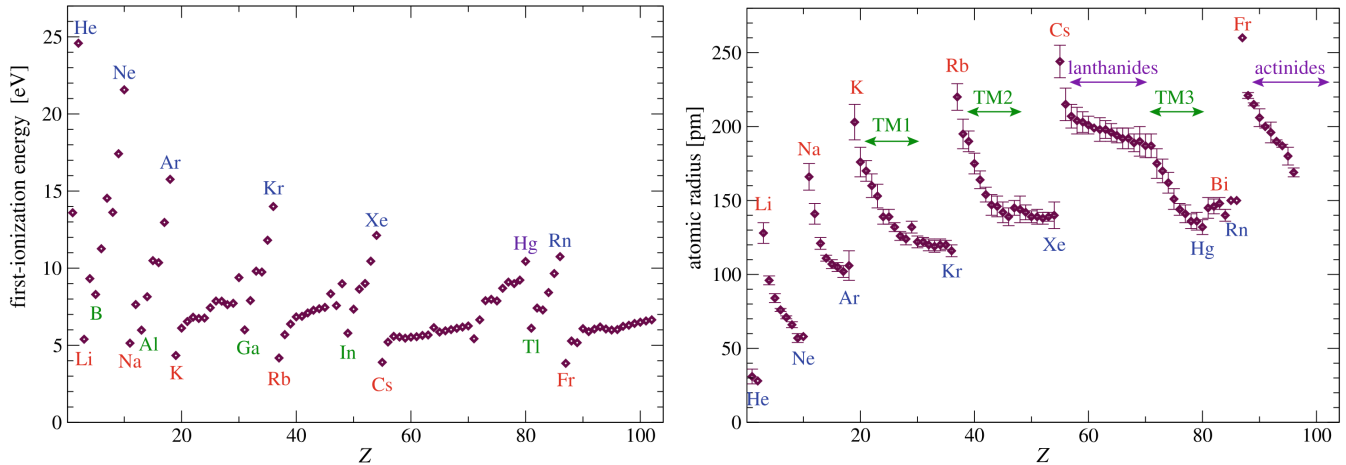 first-ionization energy [eV]
25
20
15
10
5
0
He
Ne
Ar
Kr
Xe
Hg
Rn
B
Li
Na
Al
K
Ga
Rb
In
Cs
Tl
Fr
20
40
60
80
100
Z
atomic radius [pm]
250
200
150
100
50
0
Fr
Cs
lanthanides
actinides
Rb
K
TM1
TM2
TM3
Na
Li
Bi
Xe
Hg
Rn
Kr
Ar
Ne
He
20
40
60
80
100
Z